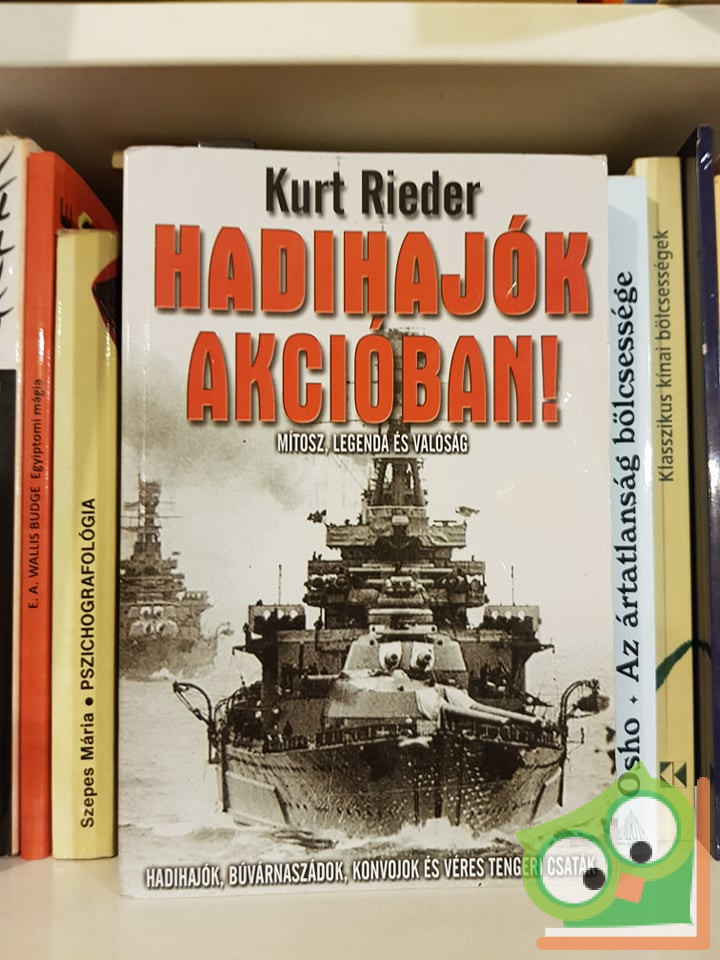 Kurt Rieder
HADIHAJÓK
AKCIÓBAN!
MÍTOSZ, LEGENDA ÉS VALÓSÁG
HADIHAJÓK, BÚVÁRNASZÁDOK, KONVOJOK ÉS VÉRES TENGERI CSATÁK
E. A. WALLIS BUDGE Egyiptomi mágia
Szepes Mária • PSZICHOGRAFOLÓGIA
Osho • Az ártatlanság bölcsessége
Klasszikus kínai bölcsességek